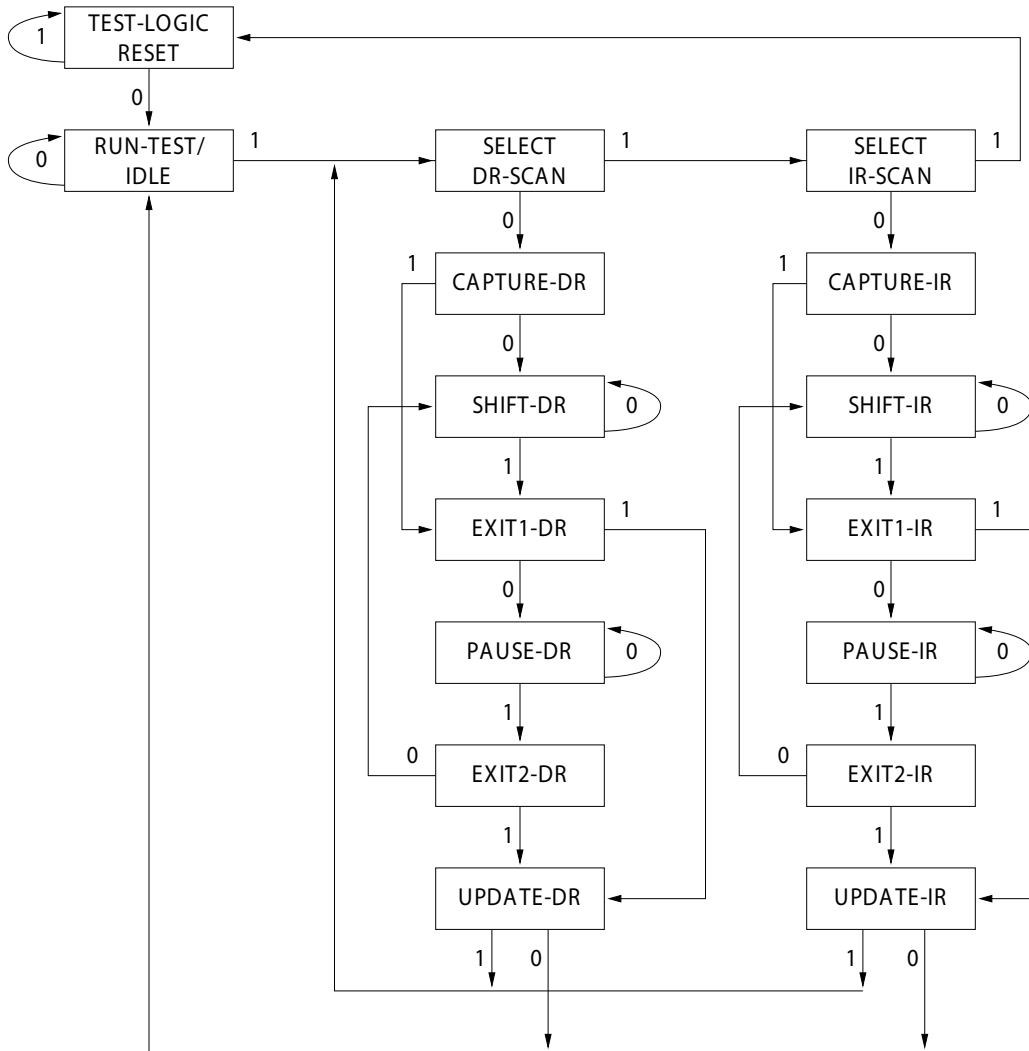 1
TEST-LOGIC
RESET
0
0
RUN-TEST/
IDLE
1
SELECT
DR-SCAN
1
SELECT
IR-SCAN
1
0
0
1
CAPTURE-DR
1
CAPTURE-IR
0
0
SHIFT-DR
0
SHIFT-IR
0
1
1
EXIT1-DR
1
EXIT1-IR
1
0
0
PAUSE-DR
0
PAUSE-IR
0
1
1
0
EXIT2-DR
0
EXIT2-IR
1
1
UPDATE-DR
UPDATE-IR
1
0
1
0